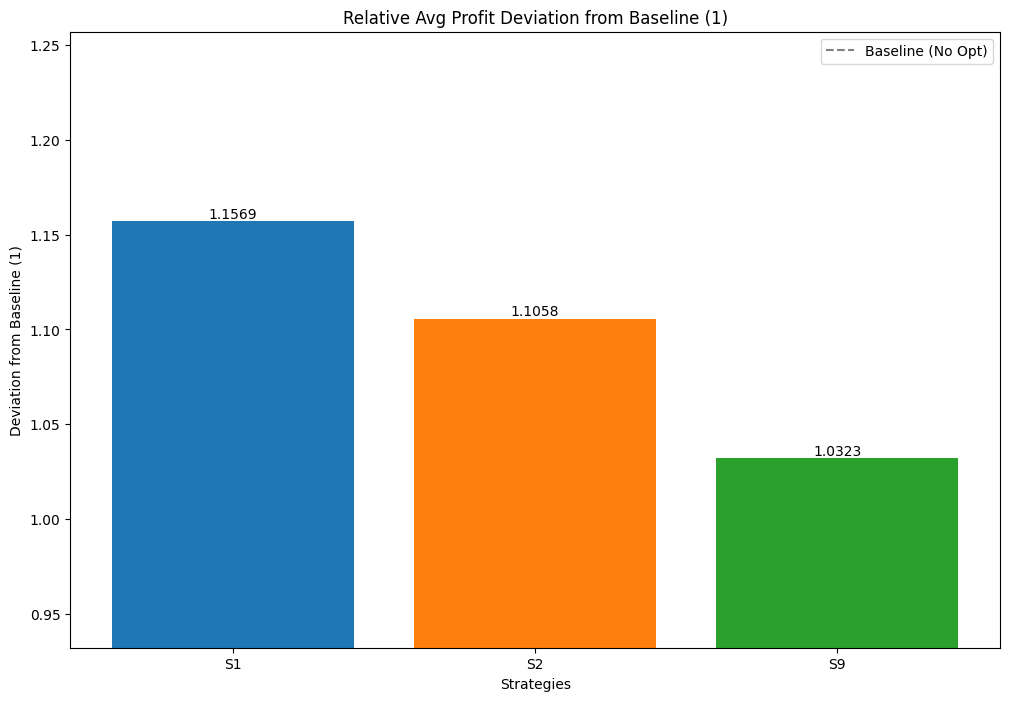 Relative Avg Profit Deviation from Baseline (1)
Baseline (No Opt)
Deviation from Baseline (1)
1.25
1.20
1.15
1.10
1.05
1.00
0.95
1.1569
1.1058
1.0323
S1
S2
S9
Strategies